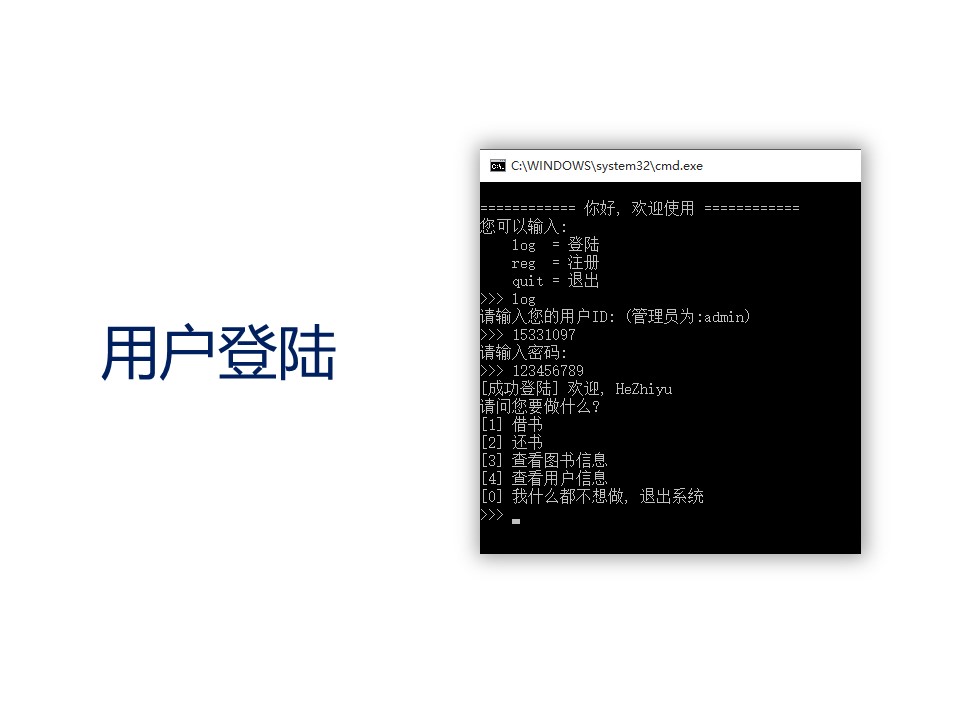 用户登陆
C:\WINDOWS\system32\cmd.exe
============ 你好, 欢迎使用 ============
您可以输入:
log = 登陆
reg = 注册
quit = 退出
>>> log
请输入您的用户ID: (管理员为:admin)
>>> 15331097
请输入密码:
>>> 123456789
[成功登陆] 欢迎, HeZhiyu
请问您要做什么?
[1] 借书
[2] 还书
[3] 查看图书信息
[4] 查看用户信息
[0] 我什么都不想做, 退出系统
>>>